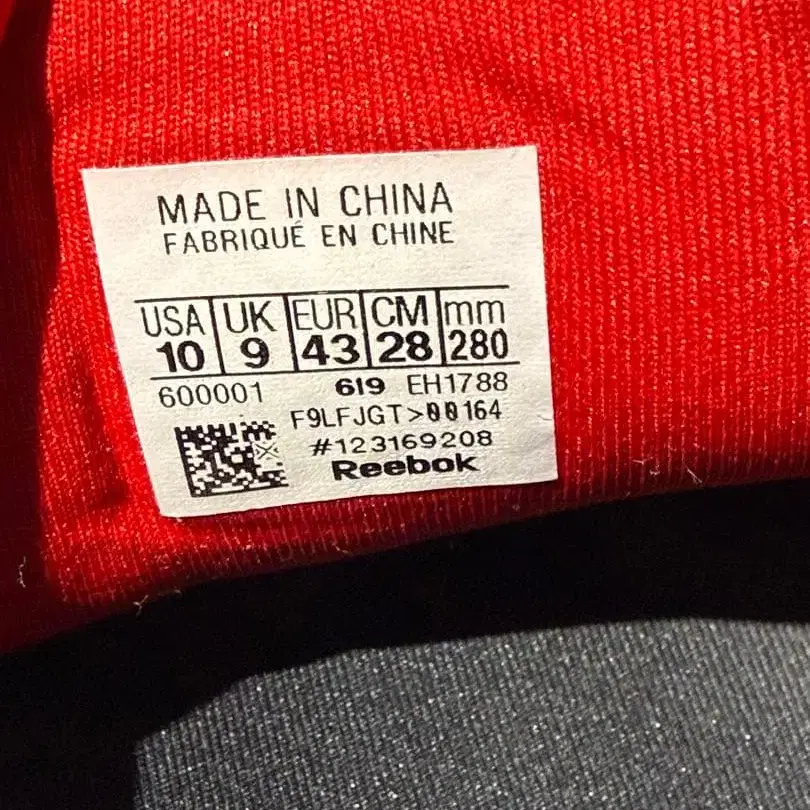 MADE IN CHINA
FABRIQUÉ EN CHINE
USA UK EUR CM mm
10 9 43 28 280
600001 619 EH1788
F9LFJGT>00164
#123169208
Reebok